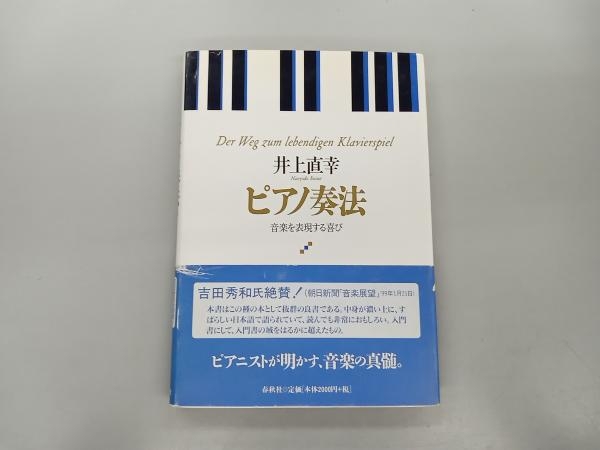 Der Weg zum lebendigen Klavierspiel
井上直幸
Naoyuki Inoue
ピアノ奏法
音楽を表現する喜び
吉田秀和氏絶賛!(朝日新聞「音楽展望」'99年1月21日)
本書はこの種の本として抜群の良書である。中身が濃い上に、す
ばらしい日本語で語られていて、読んでも非常におもしろい。入門
書にして、入門書の域をはるかに超えたもの。
ピアニストが明かす、音楽の真髄。
春秋社◎定価[本体2000円+税]